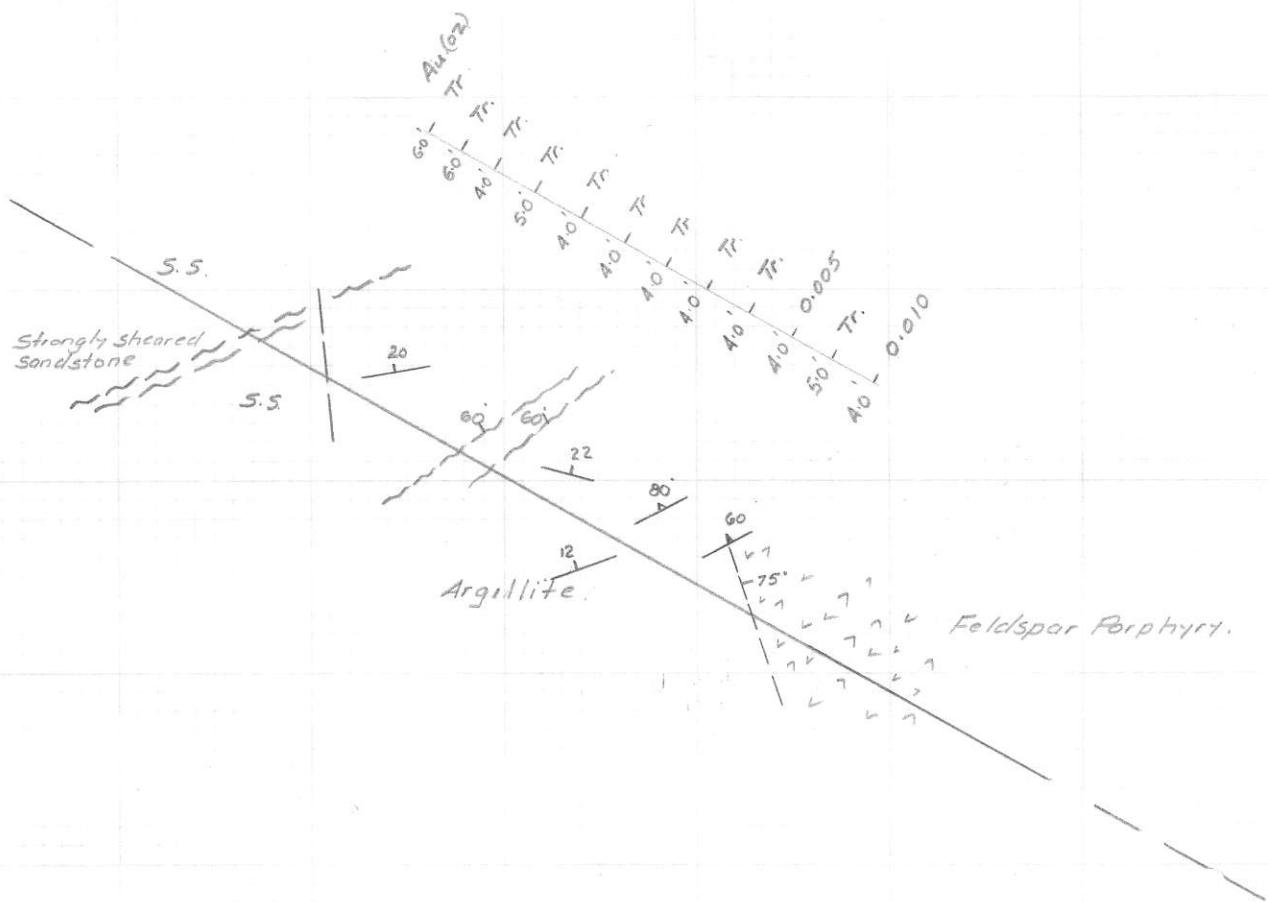 Au(oz)
Tr.
Tr.
Tr.
Tr.
Tr.
Tr
Tr
Tr.
Tr.
0.005
Tr.
0.010
6.0'
6.0'
4.0'
5.0'
4.0'
4.0'
4.0'
4.0'
4.0'
4.0'
5.0'
4.0'
S.S.
Strongly sheared
sandstone
S.S.
20
60°
60°
22
80°
60
12
75°
Argillite.
Feldspar Porphyry.